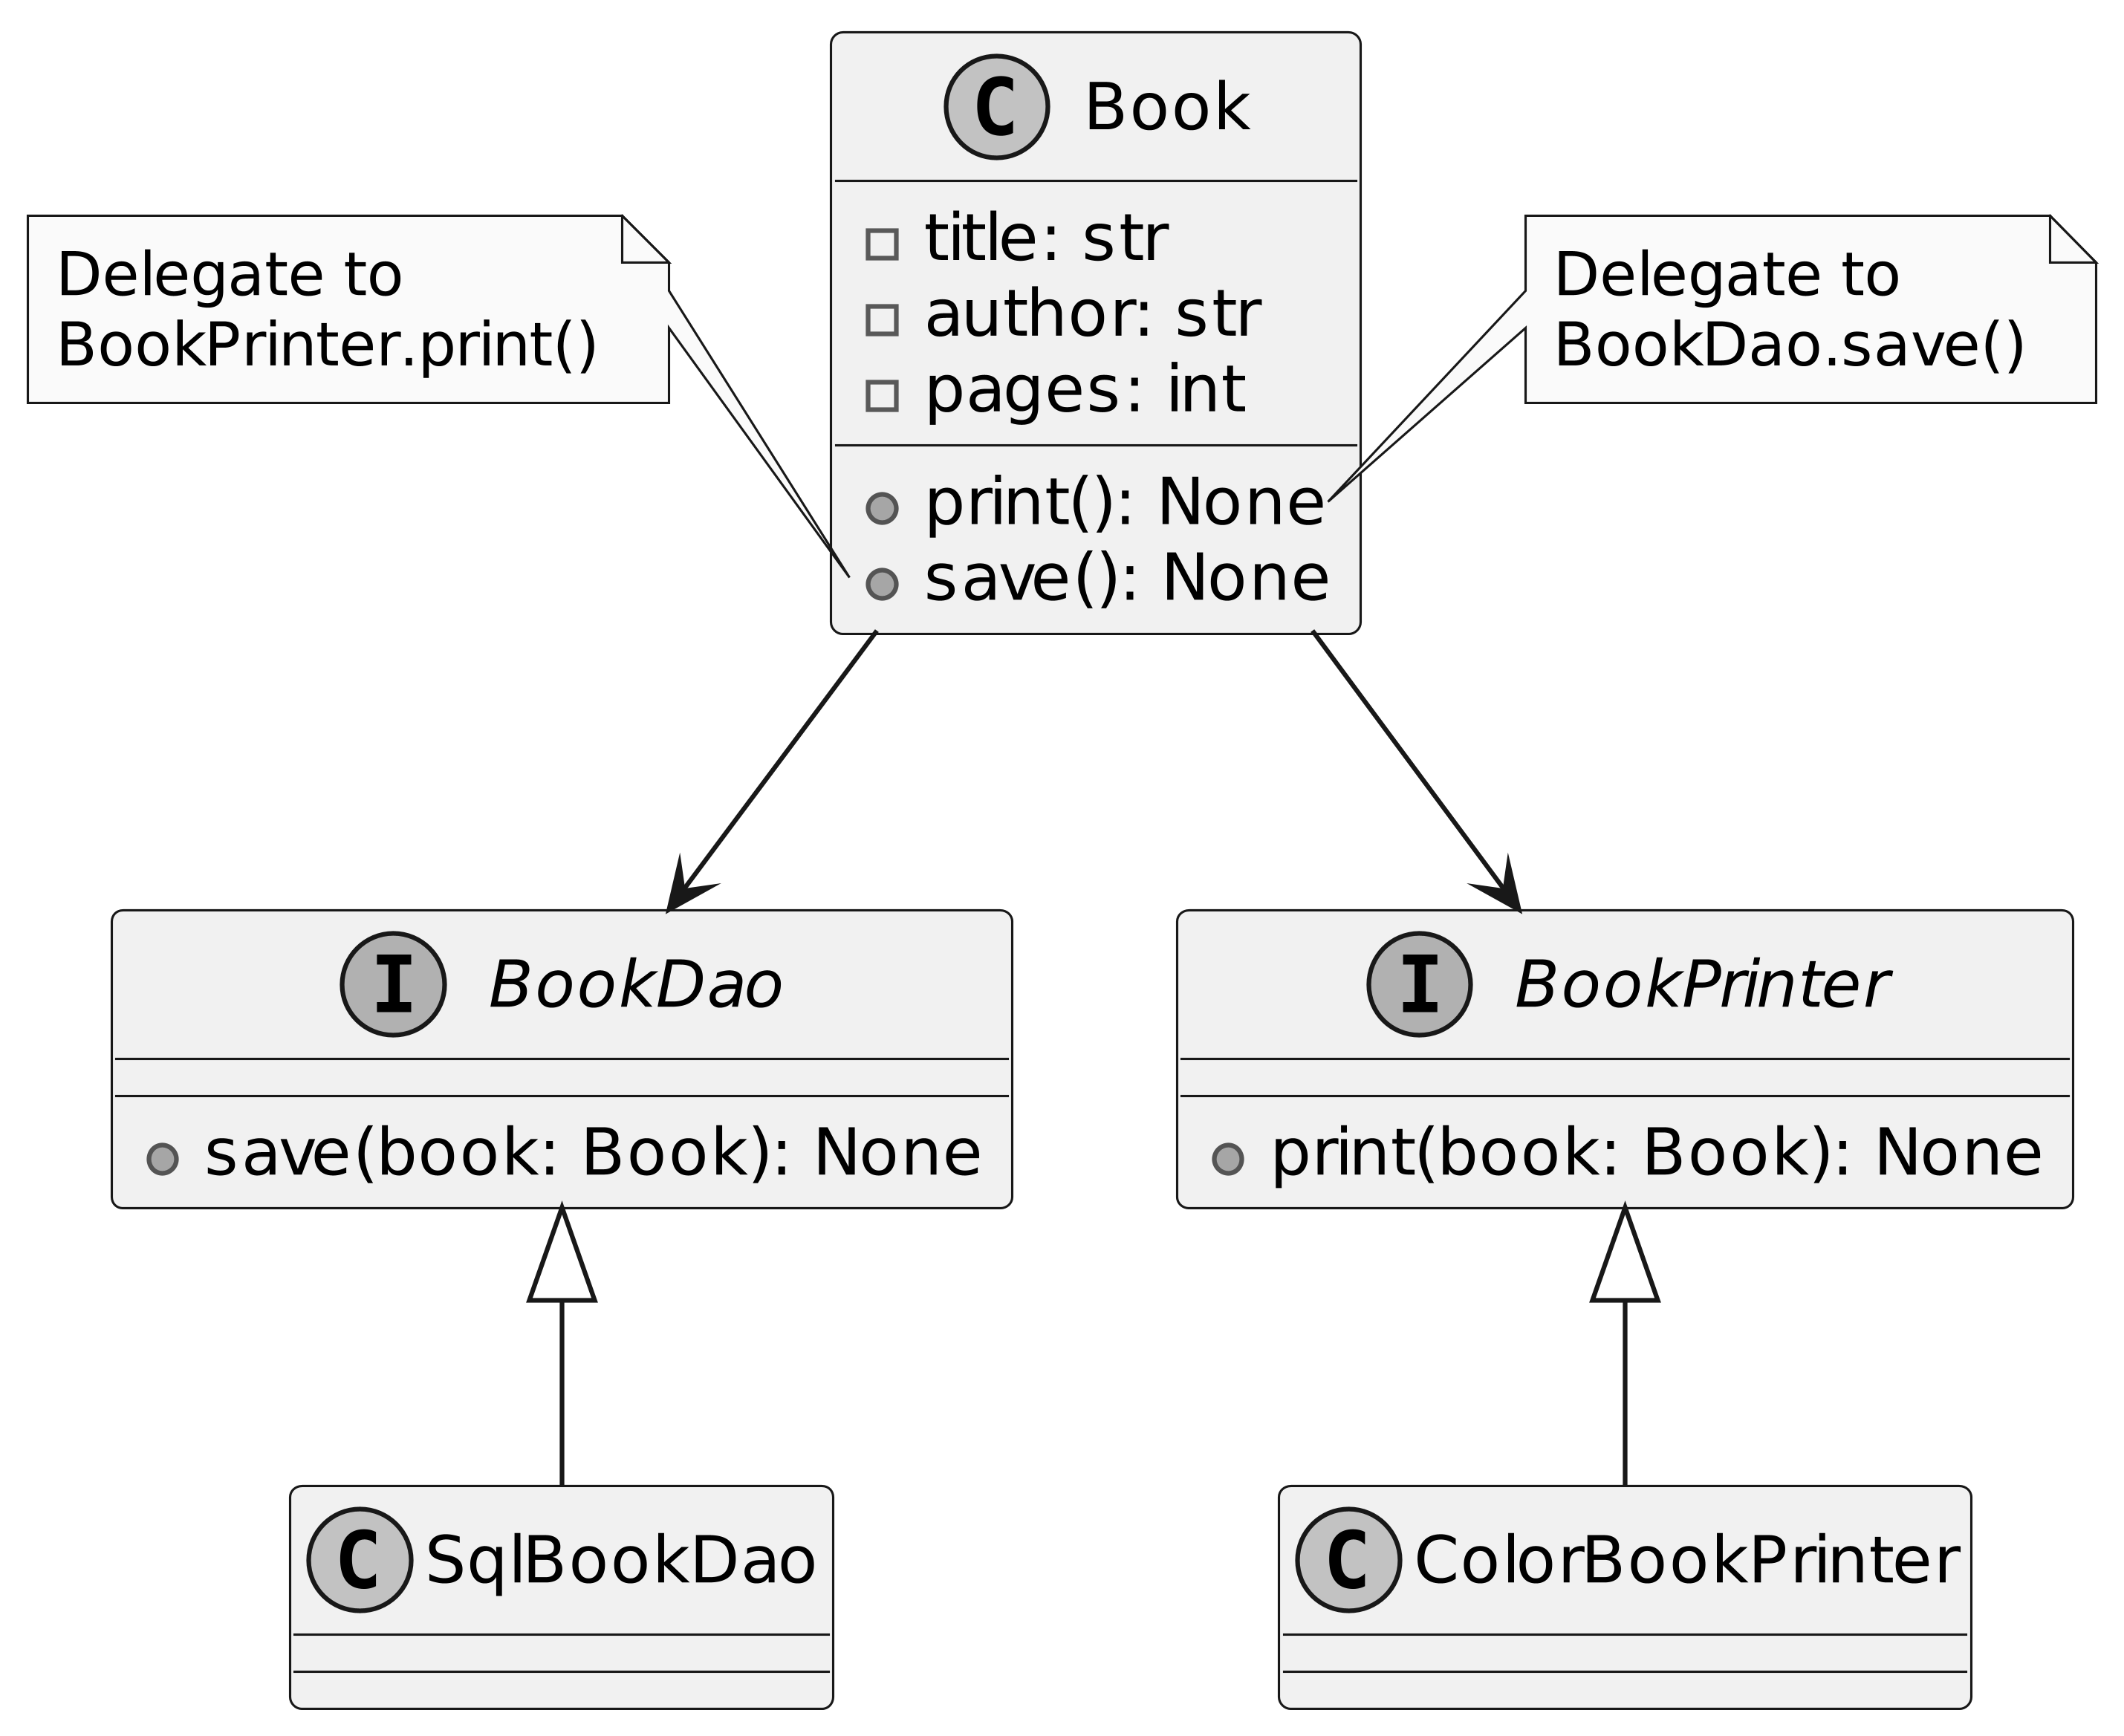 C Book
title: str
author: str
pages: int
print(): None
save(): None
Delegate to
BookPrinter.print()
Delegate to
BookDao.save()
I BookDao
save(book: Book): None
I BookPrinter
print(book: Book): None
C SqlBookDao
C ColorBookPrinter